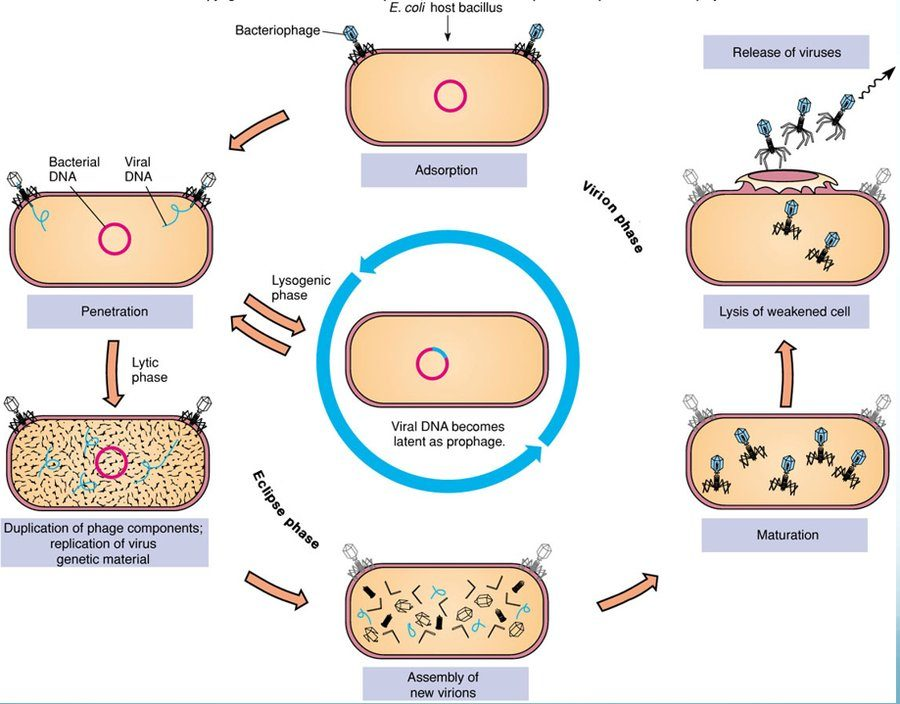 E. coli host bacillus
Bacteriophage
Release of viruses
Adsorption
Bacterial
DNA
Viral
DNA
Virion phase
Lysogenic
phase
Penetration
Lysis of weakened cell
Lytic
phase
Viral DNA becomes
latent as prophage.
Eclipse phase
Duplication of phage components;
replication of virus
genetic material
Maturation
Assembly of
new virions